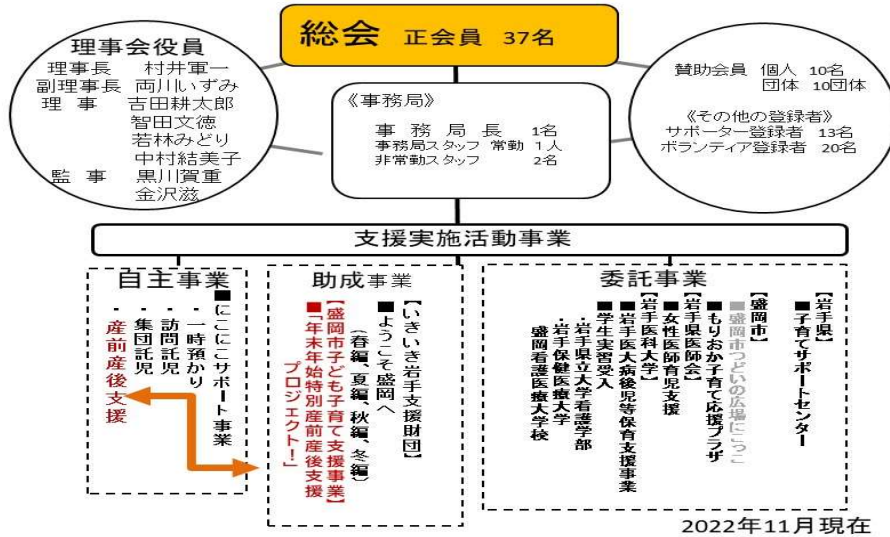 総会 正会員 37名
理事会役員
理事長 村井軍一
副理事長 両川いずみ
理 事 吉田耕太郎
智田文徳
若林みどり
中村結美子
監 事 黒川賀重
金沢滋
《事務局》
事 務 局 長 1名
事務局スタッフ 常勤 1人
非常勤スタッフ 2名
賛助会員 個人 10名
団体 10団体
《その他の登録者》
サポーター登録者 13名
ボランティア登録者 20名
支援実施活動事業
自主事業
■にこにこサポート事業
・一時預かり
・訪問託児
・集団託児
・産前産後支援
助成事業
【いきいき岩手支援財団】
■ようこそ盛岡へ
(春編、夏編、秋編、冬編)
【盛岡市子ども子育て支援事業】
■「年末年始特別産前産後支援
プロジェクト!」
委託事業
【岩手県】
■子育てサポートセンター
【盛岡市】
■盛岡市つどいの広場にこっこ
■もりおか子育て応援プラザ
【岩手県医師会】
■女性医師育児支援
【岩手医科大学】
■岩手医大病後児等保育支援事業
■学生実習受入
・岩手県立大学看護学部
・岩手保健医療大学
盛岡看護医療大学校
2022年11月現在